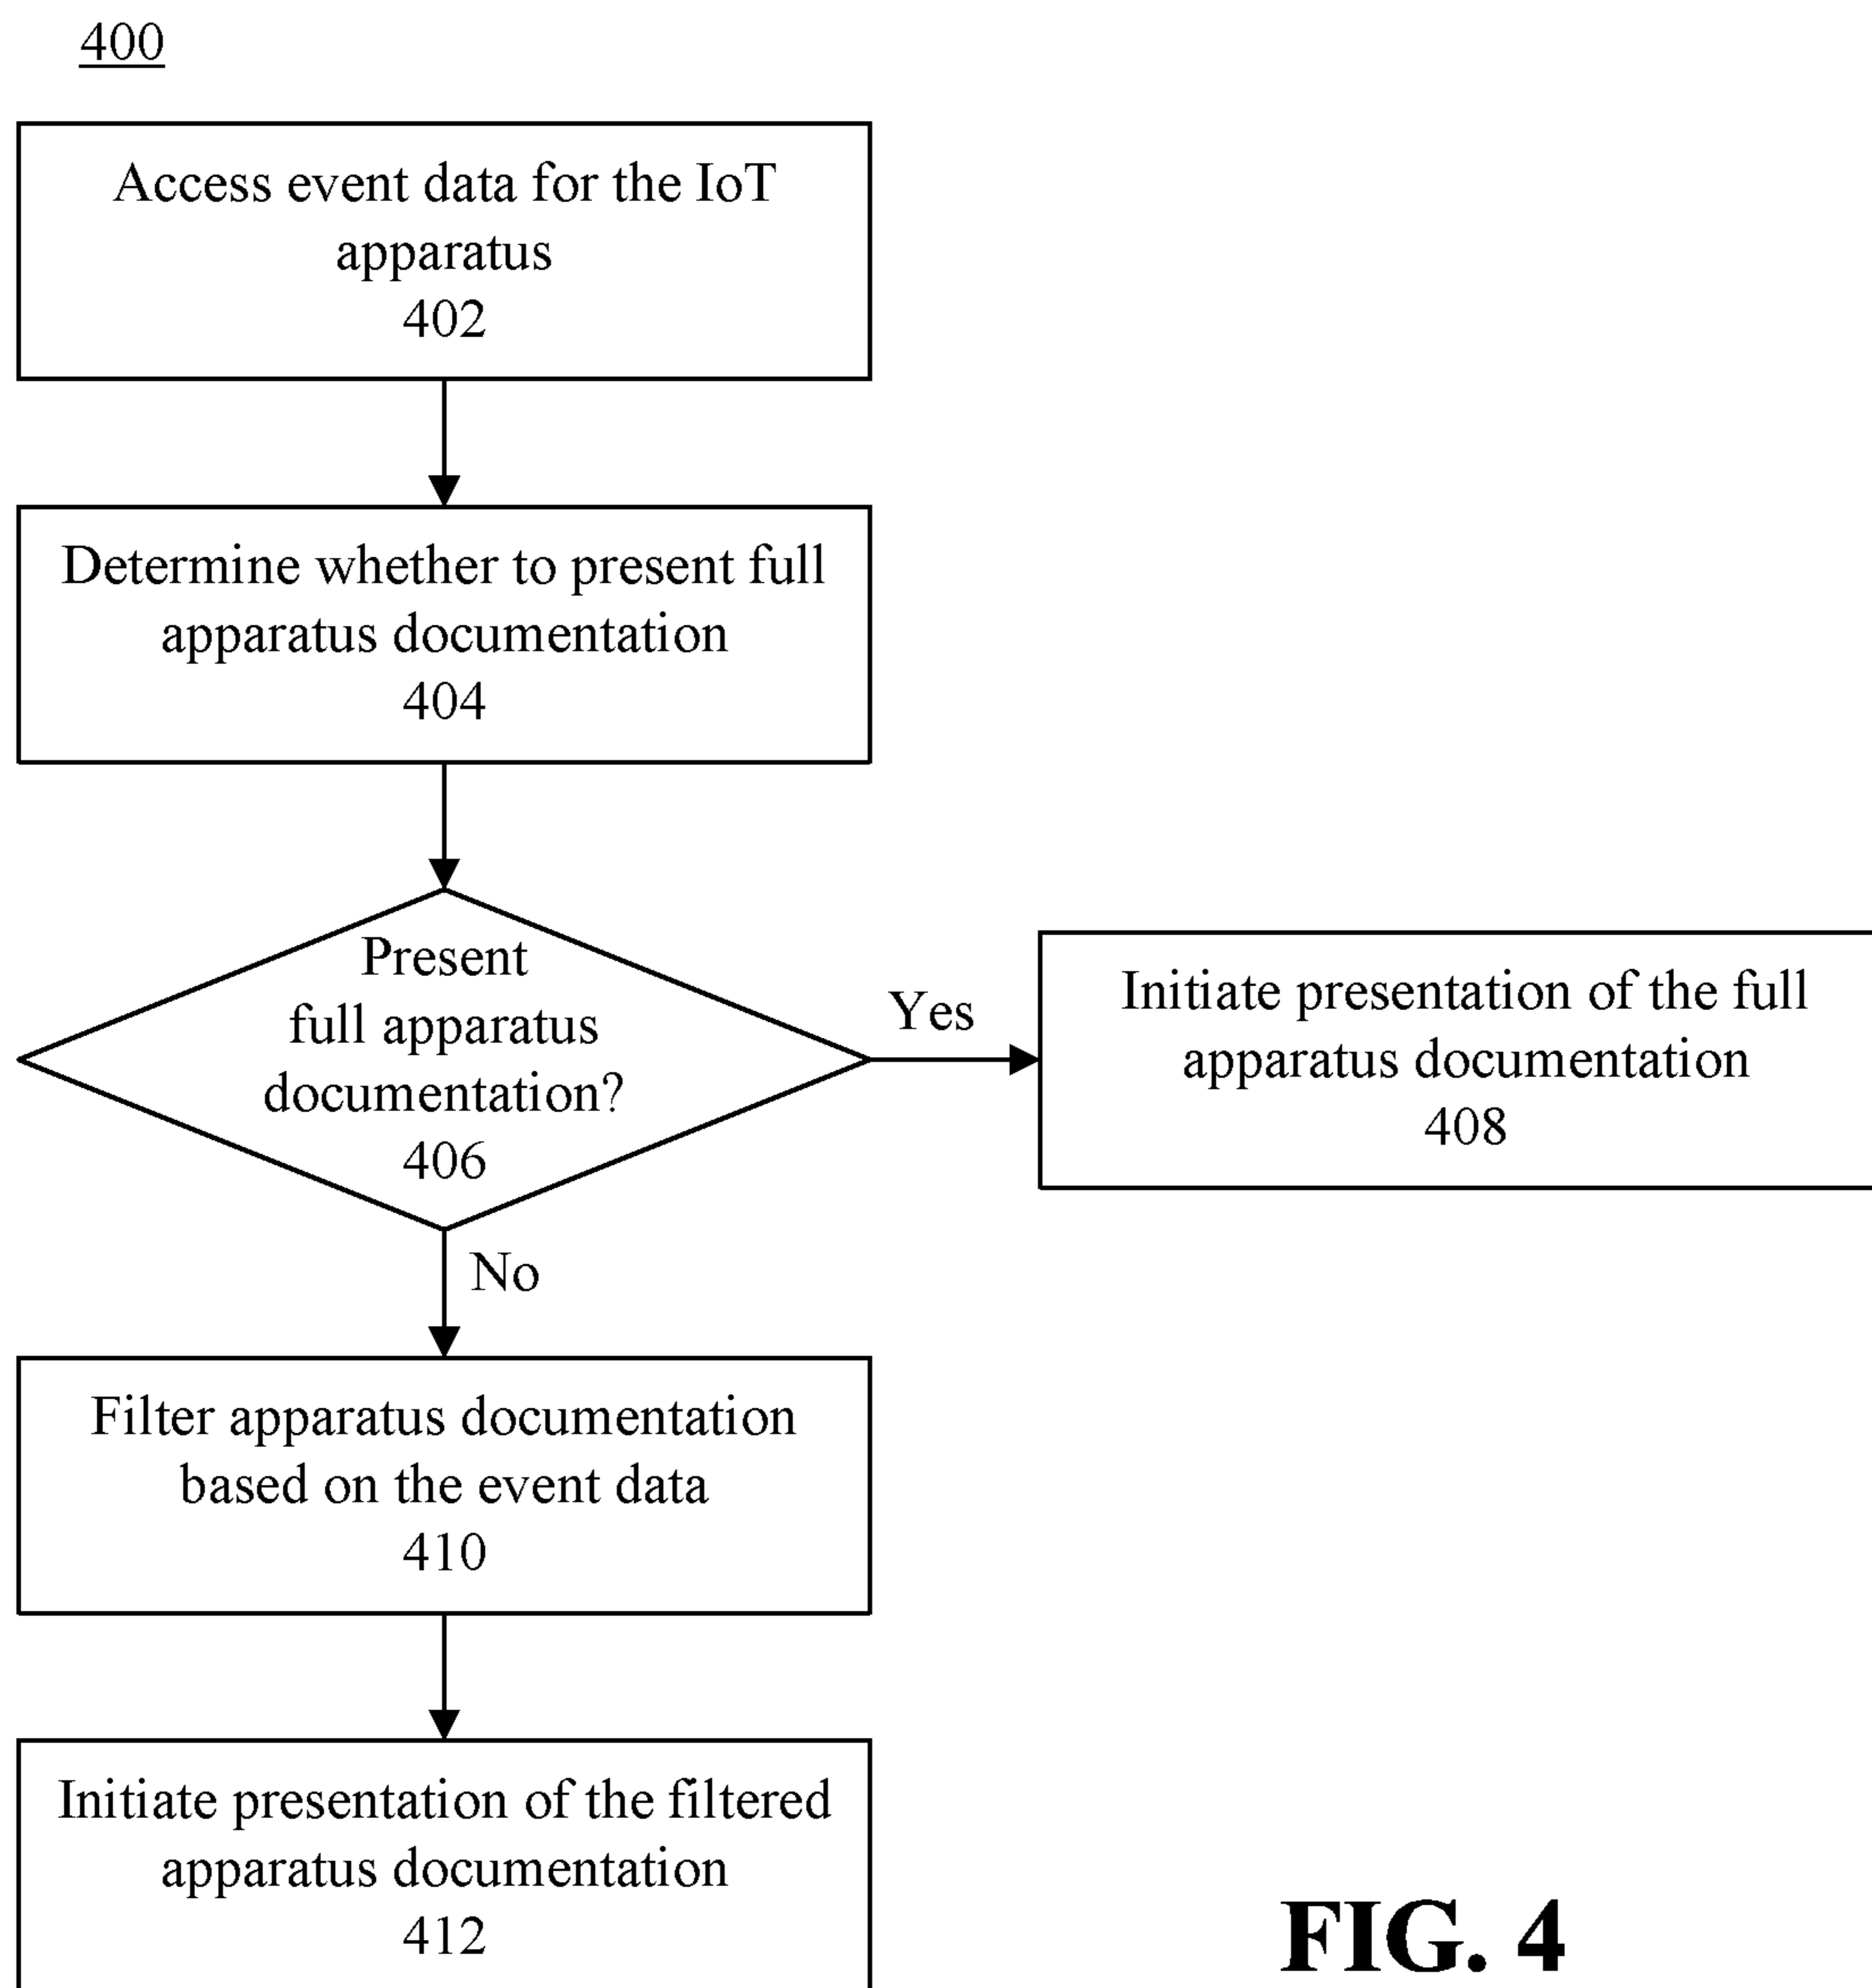 400
Access event data for the IoT
apparatus
402
Determine whether to present full
apparatus documentation
404
Present
full apparatus
documentation?
406
Yes
Initiate presentation of the full
apparatus documentation
408
No
Filter apparatus documentation
based on the event data
410
Initiate presentation of the filtered
apparatus documentation
412
FIG. 4